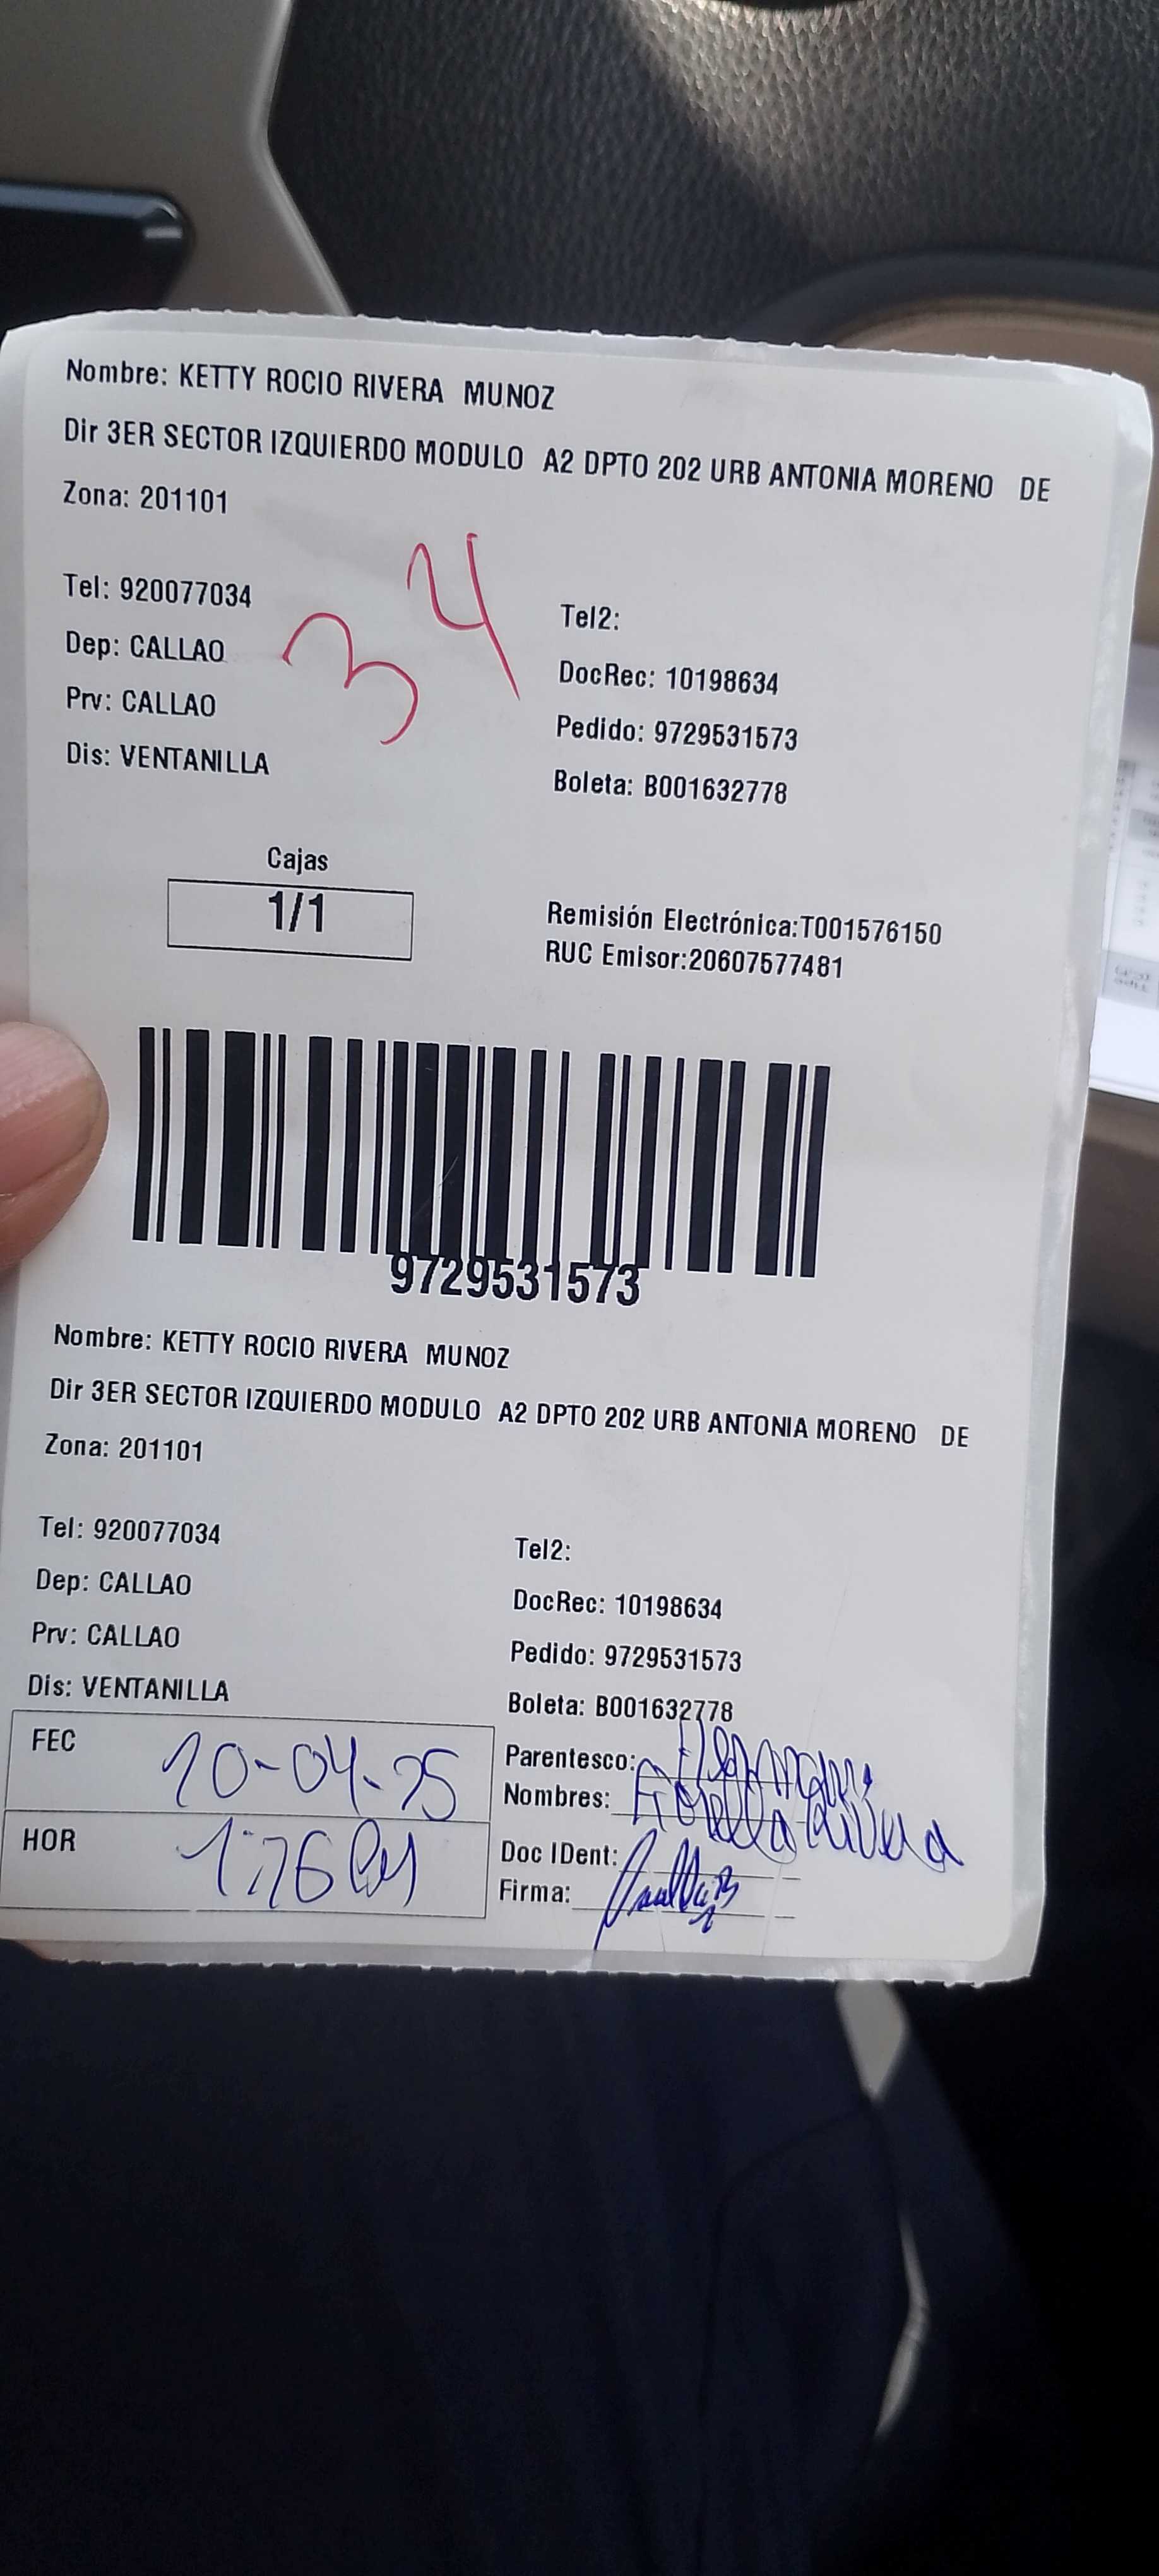 Nombre: KETTY ROCIO RIVERA MUNOZ
Dir 3ER SECTOR IZQUIERDO MODULO A2 DPTO 202 URB ANTONIA MORENO DE
Zona: 201101
34
Tel: 920077034
Tel2:
Dep: CALLAO
DocRec: 10198634
Prv: CALLAO
Pedido: 9729531573
Dis: VENTANILLA
Boleta: B001632778
Cajas
1/1
Remisión Electrónica:T001576150
RUC Emisor:20607577481
9729531573
Nombre: KETTY ROCIO RIVERA MUNOZ
Dir 3ER SECTOR IZQUIERDO MODULO A2 DPTO 202 URB ANTONIA MORENO DE
Zona: 201101
Tel: 920077034
Tel2:
Dep: CALLAO
DocRec: 10198634
Prv: CALLAO
Pedido: 9729531573
Dis: VENTANILLA
Boleta: B001632778
FEC
Parentesco:
Nombres: Fiorella Rivera
HOR
Doc IDent:
Firma: